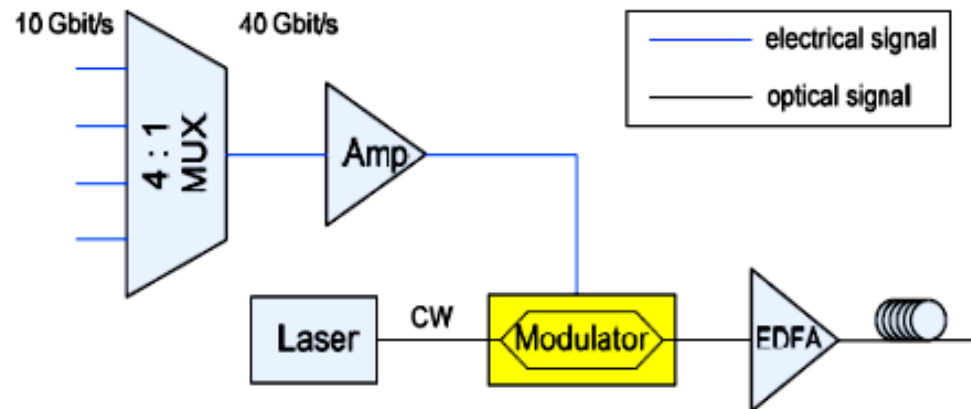 10 Gbit/s
40 Gbit/s
electrical signal
optical signal
4 : 1
MUX
Amp
Laser
CW
Modulator
EDFA